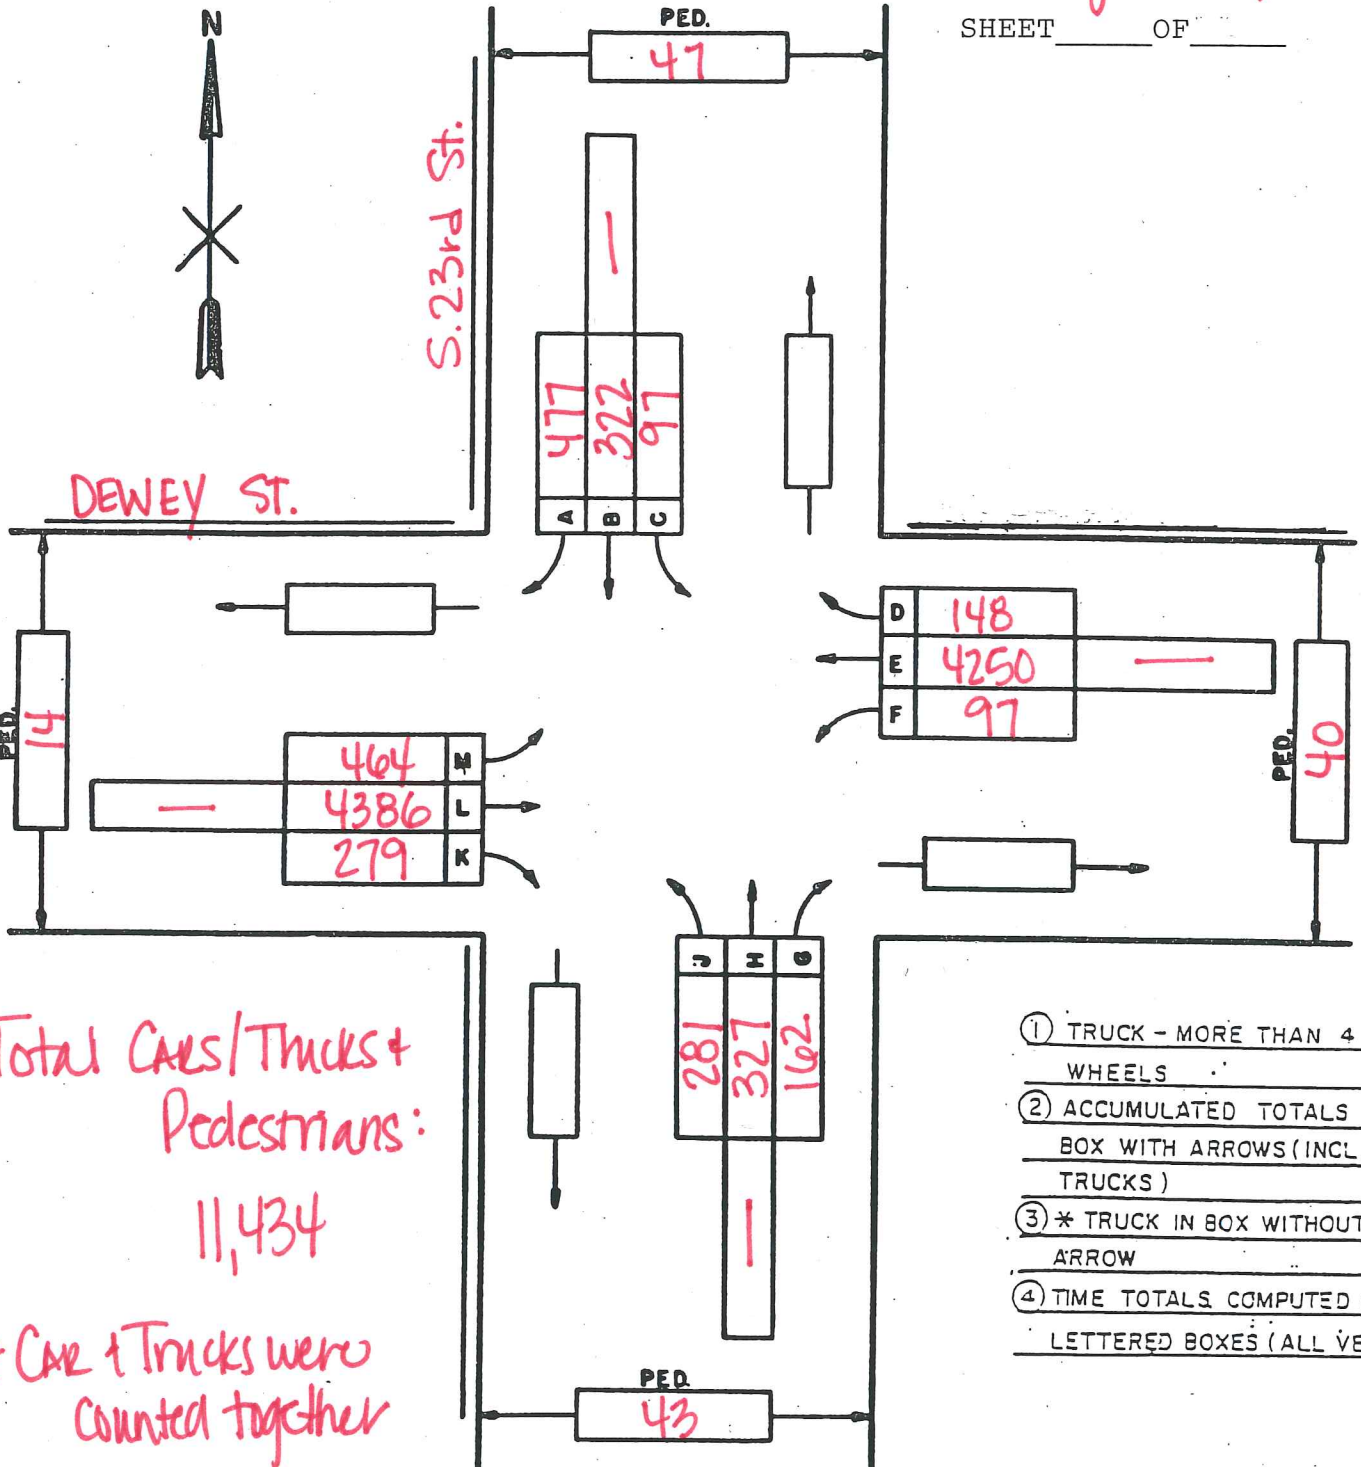 SHEET OF
N
PED.
47
S. 23rd St.
477 322 97
A B C
DEWEY ST.
D 148
E 4250 —
F 97
PED.
14
464 M
— 4386 L
279 K
PED.
40
J H G
281 327 162
—
Total CARS/Trucks +
Pedestrians:
11,434
CAR + Trucks were
counted together
PED.
43
① TRUCK - MORE THAN 4
WHEELS
② ACCUMULATED TOTALS
BOX WITH ARROWS (INCL
TRUCKS)
③ * TRUCK IN BOX WITHOUT
ARROW
④ TIME TOTALS COMPUTED
LETTERED BOXES (ALL VE